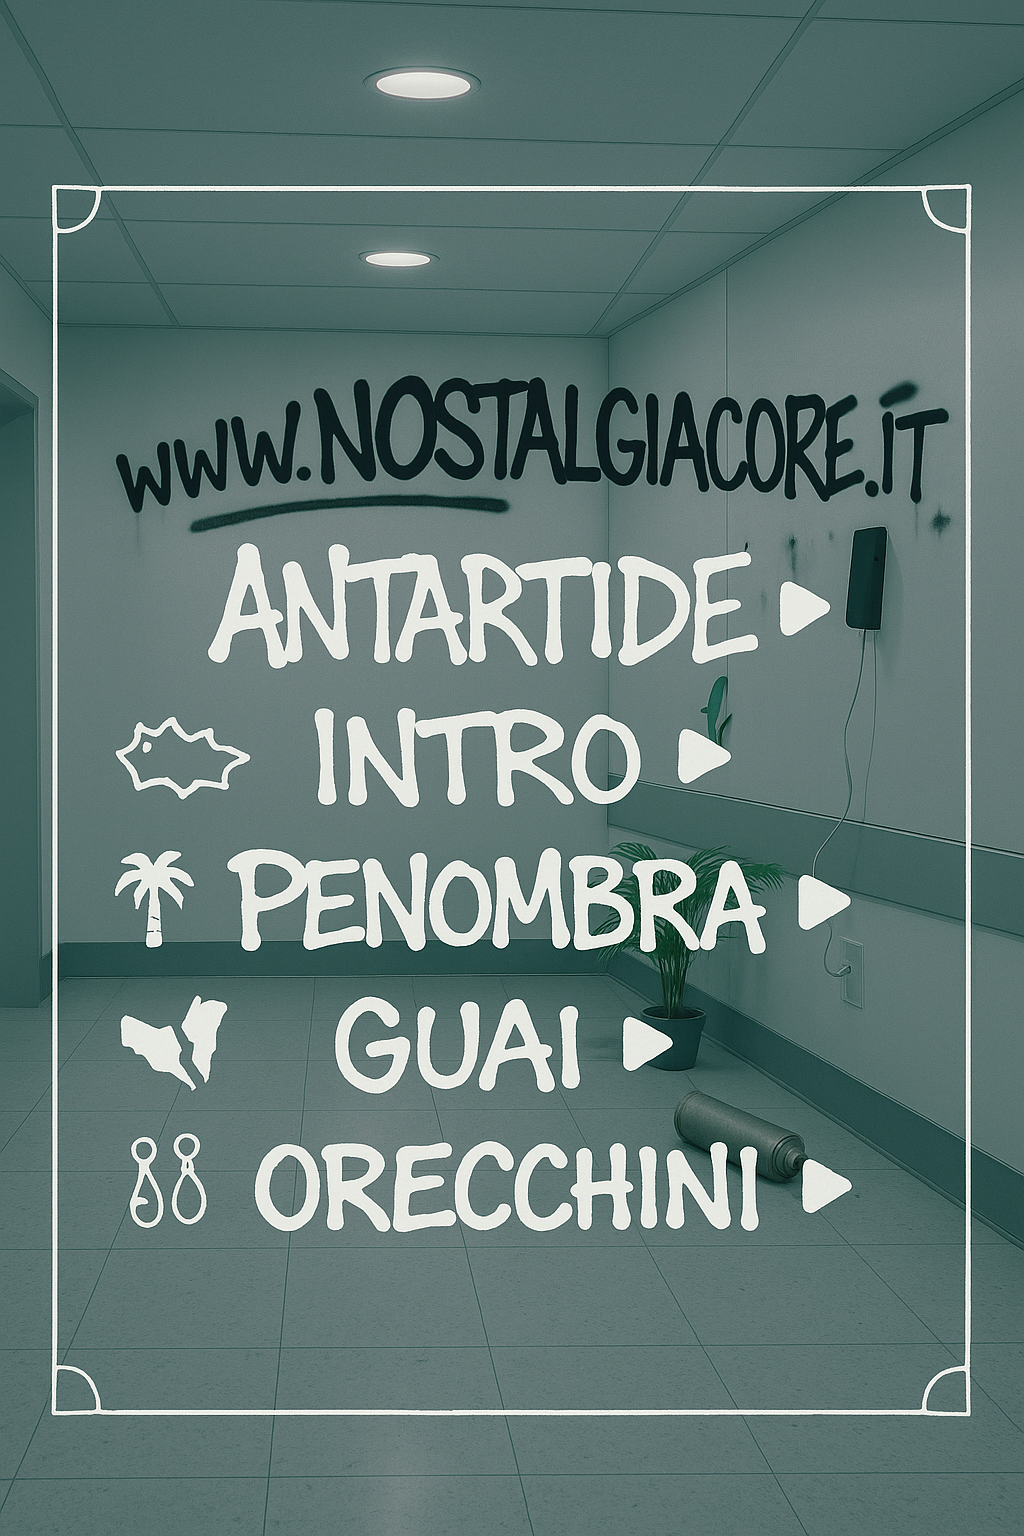 WWW.NOSTALGIACORE.IT
ANTARTIDE
INTRO
PENOMBRA
GUAI
ORECCHINI